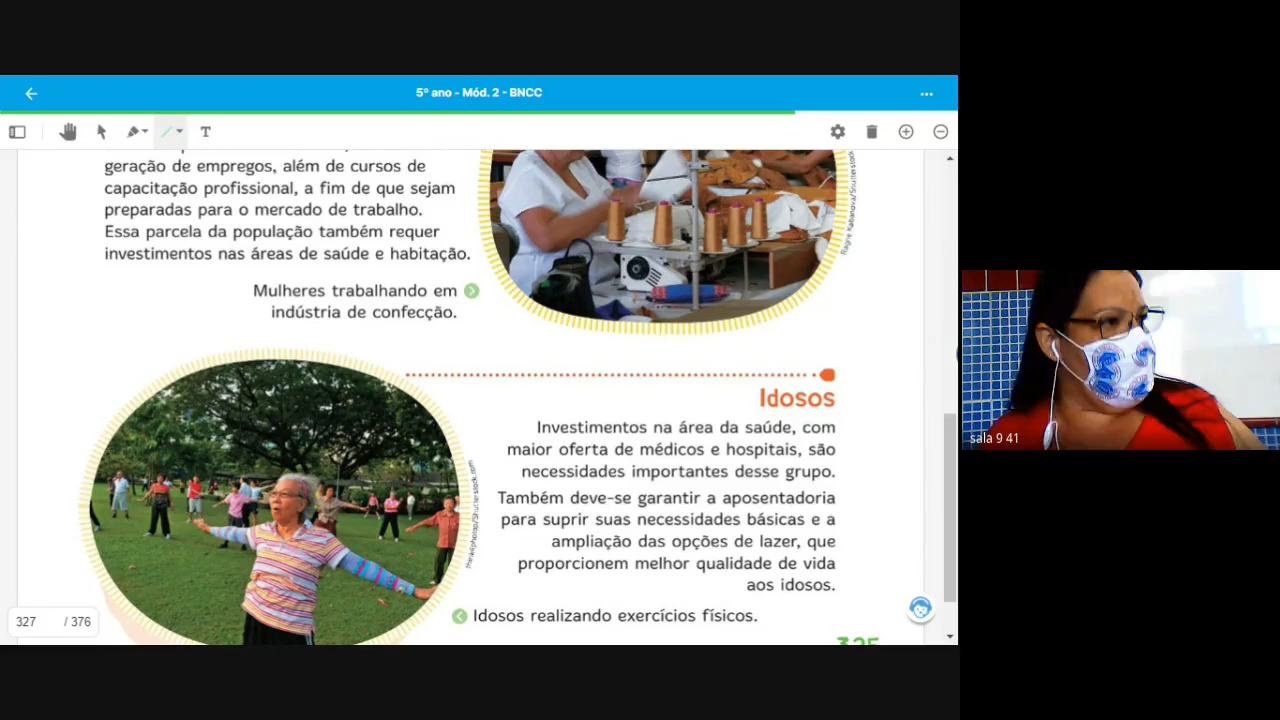 5º ano - Mód. 2 - BNCC
T
geração de empregos, além de cursos de
capacitação profissional, a fim de que sejam
preparadas para o mercado de trabalho.
Essa parcela da população também requer
investimentos nas áreas de saúde e habitação.
Mulheres trabalhando em
indústria de confecção.
Idosos
Investimentos na área da saúde, com
maior oferta de médicos e hospitais, são
necessidades importantes desse grupo.
Também deve-se garantir a aposentadoria
para suprir suas necessidades básicas e a
ampliação das opções de lazer, que
proporcionem melhor qualidade de vida
aos idosos.
Idosos realizando exercícios físicos.
327 / 376
sala 9 41